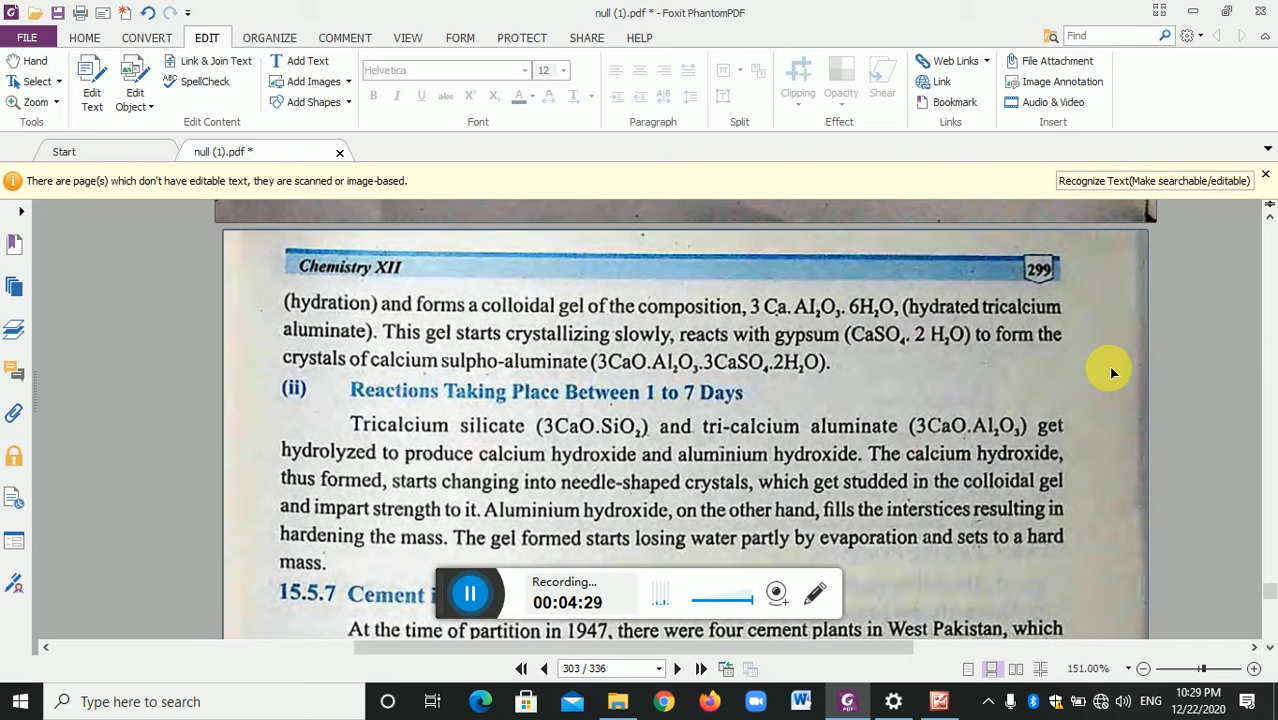 null (1).pdf * - Foxit PhantomPDF
FILE HOME CONVERT EDIT ORGANIZE COMMENT VIEW FORM PROTECT SHARE HELP Find
Hand Select Zoom Tools
Edit Text Edit Object Link & Join Text SpellCheck Add Text Add Images Add Shapes Edit Content
Helvetica 12 B I U abc X² X₂ A Font
Paragraph Split
Clipping Opacity Shear Effect
Web Links Link Bookmark Links
File Attachment Image Annotation Audio & Video Insert
Start null (1).pdf *
There are page(s) which don't have editable text, they are scanned or image-based. Recognize Text(Make searchable/editable)
Chemistry XII 299
(hydration) and forms a colloidal gel of the composition, 3 Ca. AI₂O₃. 6H₂O, (hydrated tricalcium
aluminate). This gel starts crystallizing slowly, reacts with gypsum (CaSO₄. 2 H₂O) to form the
crystals of calcium sulpho-aluminate (3CaO.Al₂O₃.3CaSO₄.2H₂O).
(ii) Reactions Taking Place Between 1 to 7 Days
Tricalcium silicate (3CaO.SiO₂) and tri-calcium aluminate (3CaO.Al₂O₃) get
hydrolyzed to produce calcium hydroxide and aluminium hydroxide. The calcium hydroxide,
thus formed, starts changing into needle-shaped crystals, which get studded in the colloidal gel
and impart strength to it. Aluminium hydroxide, on the other hand, fills the interstices resulting in
hardening the mass. The gel formed starts losing water partly by evaporation and sets to a hard
mass.
15.5.7 Cement i
At the time of partition in 1947, there were four cement plants in West Pakistan, which
Recording...
00:04:29
303 / 336 151.00%
Type here to search ENG 10:29 PM
12/22/2020